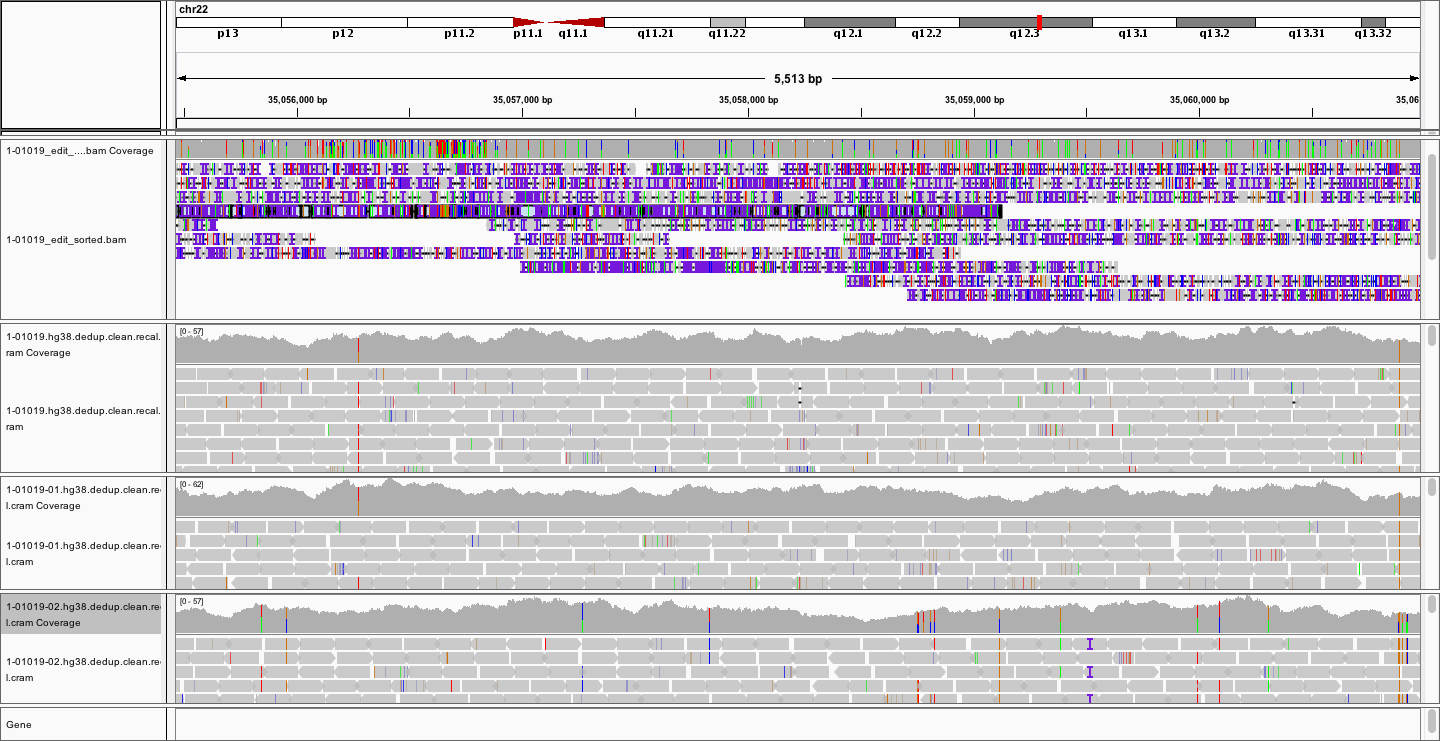 chr22
p13 p12 p11.2 p11.1 q11.1 q11.21 q11.22 q12.1 q12.2 q12.3 q13.1 q13.2 q13.31 q13.32
5,513 bp
35,056,000 bp 35,057,000 bp 35,058,000 bp 35,059,000 bp 35,060,000 bp 35,06
1-01019_edit_....bam Coverage
1-01019_edit_sorted.bam
1-01019.hg38.dedup.clean.recal.
ram Coverage
[0 - 57]
1-01019.hg38.dedup.clean.recal.
ram
1-01019-01.hg38.dedup.clean.re
l.cram Coverage
[0 - 62]
1-01019-01.hg38.dedup.clean.re
l.cram
1-01019-02.hg38.dedup.clean.re
l.cram Coverage
[0 - 57]
1-01019-02.hg38.dedup.clean.re
l.cram
Gene